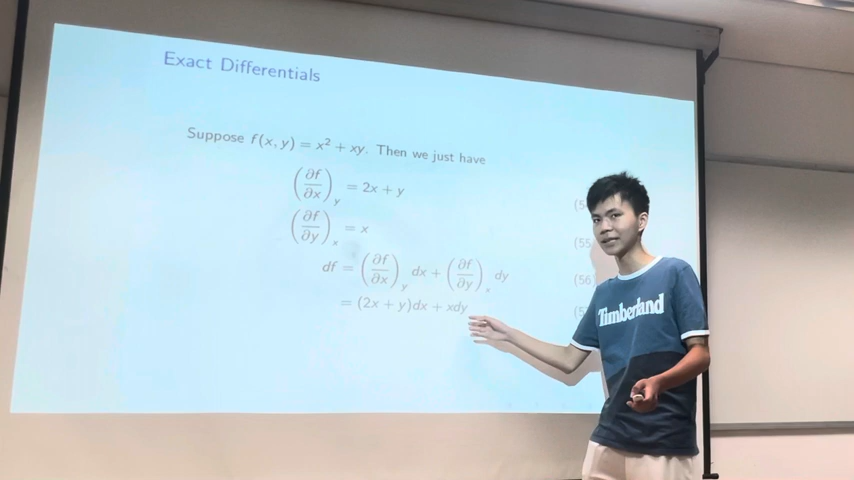 Exact Differentials
Suppose f(x, y) = x² + xy. Then we just have
(∂f/∂x)_y = 2x + y
(∂f/∂y)_x = x
(55
df = (∂f/∂x)_y dx + (∂f/∂y)_x dy
(56
= (2x + y)dx + xdy
Timberland